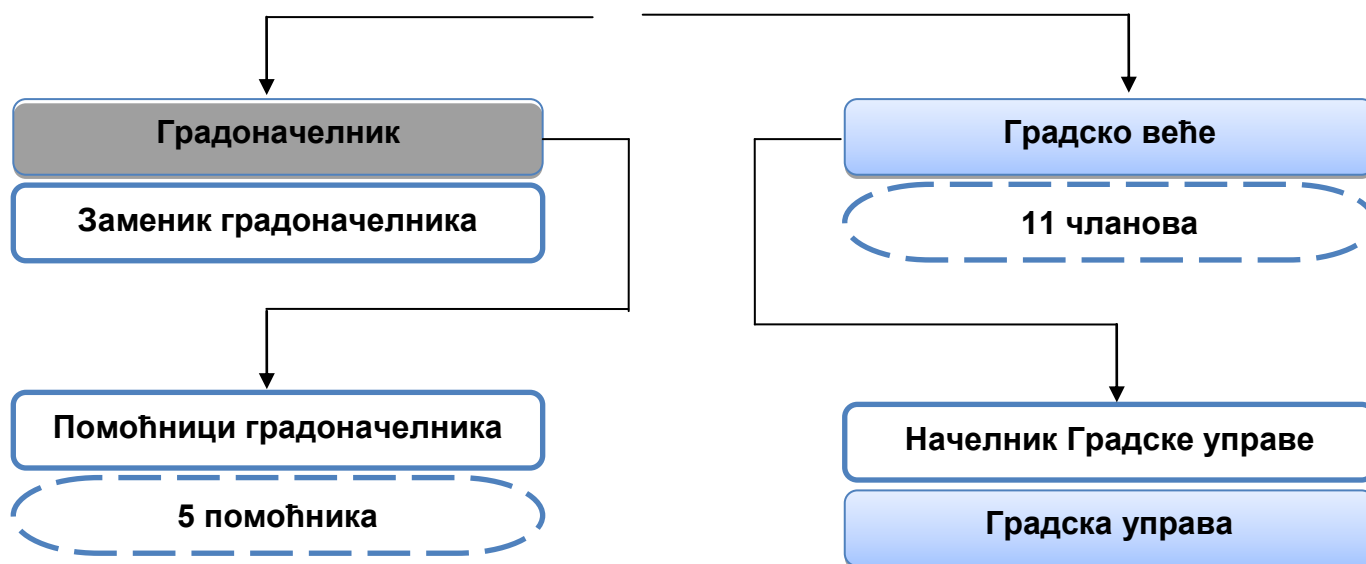 Градоначелник
Заменик градоначелника
Градско веће
11 чланова
Помоћници градоначелника
5 помоћника
Начелник Градске управе
Градска управа